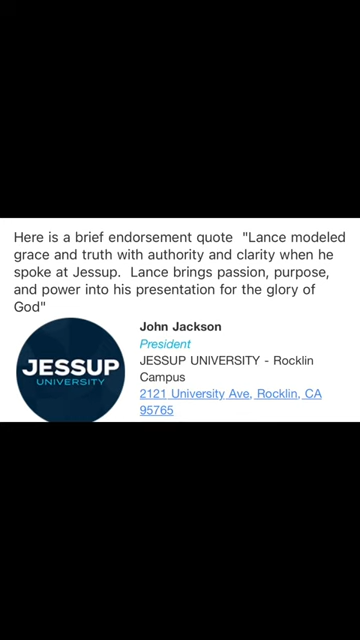 Here is a brief endorsement quote  "Lance modeled
grace and truth with authority and clarity when he
spoke at Jessup.  Lance brings passion, purpose,
and power into his presentation for the glory of
God"
JESSUP
UNIVERSITY
John Jackson
President
JESSUP UNIVERSITY - Rocklin
Campus
2121 University Ave, Rocklin, CA
95765